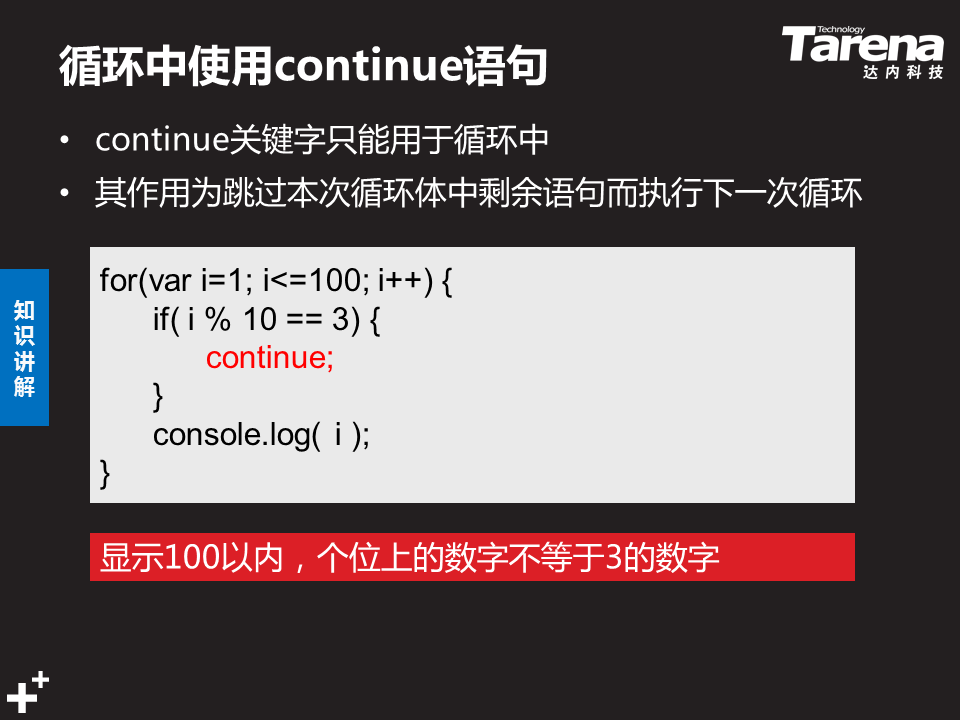 循环中使用continue语句
Technology
Tarena
达内科技
• continue关键字只能用于循环中
• 其作用为跳过本次循环体中剩余语句而执行下一次循环
知识讲解
for(var i=1; i<=100; i++) {
if( i % 10 == 3) {
continue;
}
console.log( i );
}
显示100以内，个位上的数字不等于3的数字